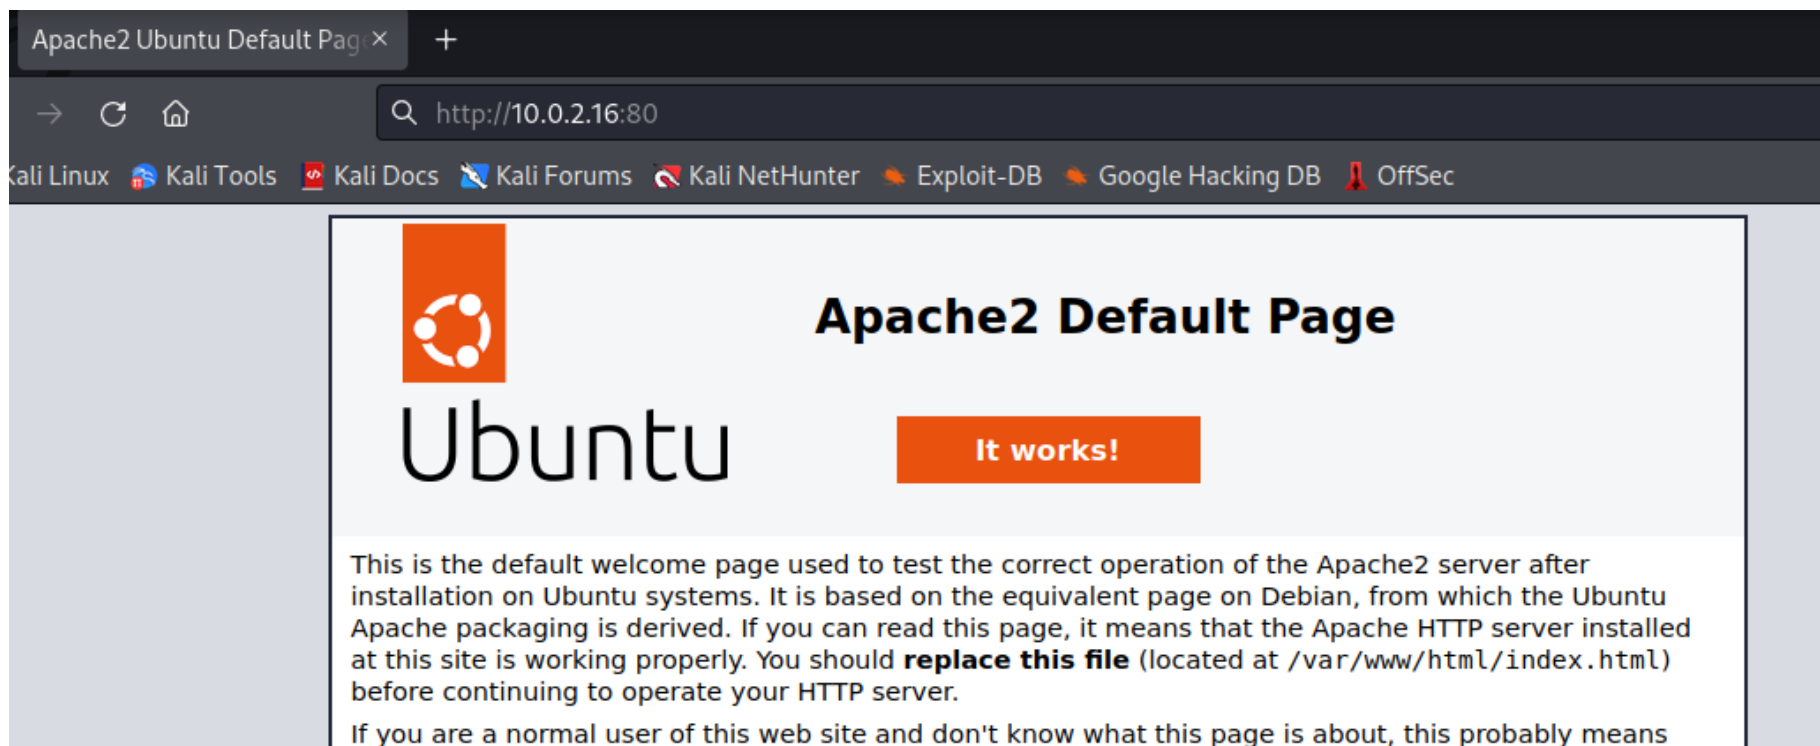 Apache2 Ubuntu Default Pag
http://10.0.2.16:80
Kali Linux Kali Tools Kali Docs Kali Forums Kali NetHunter Exploit-DB Google Hacking DB OffSec
Apache2 Default Page
Ubuntu
It works!
This is the default welcome page used to test the correct operation of the Apache2 server after
installation on Ubuntu systems. It is based on the equivalent page on Debian, from which the Ubuntu
Apache packaging is derived. If you can read this page, it means that the Apache HTTP server installed
at this site is working properly. You should replace this file (located at /var/www/html/index.html)
before continuing to operate your HTTP server.
If you are a normal user of this web site and don't know what this page is about, this probably means